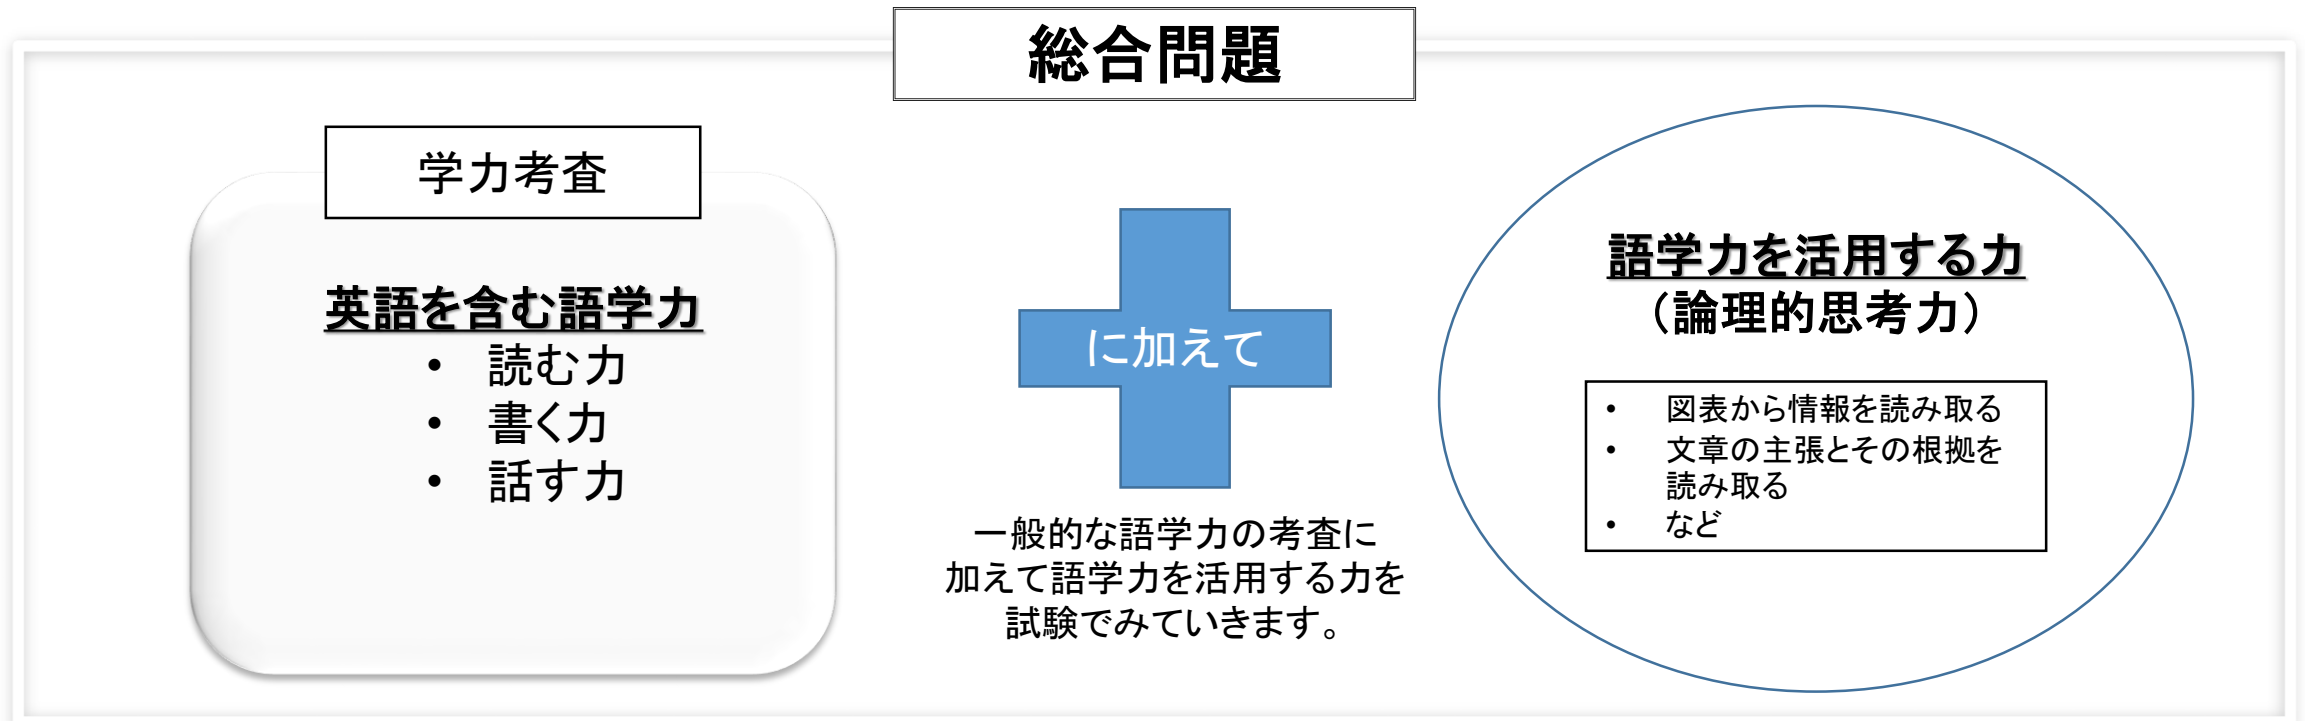 総合問題
学力考査
英語を含む語学力
• 読む力
• 書く力
• 話す力
に加えて
一般的な語学力の考査に
加えて語学力を活用する力を
試験でみていきます。
語学力を活用する力
（論理的思考力）
• 図表から情報を読み取る
• 文章の主張とその根拠を
読み取る
• など